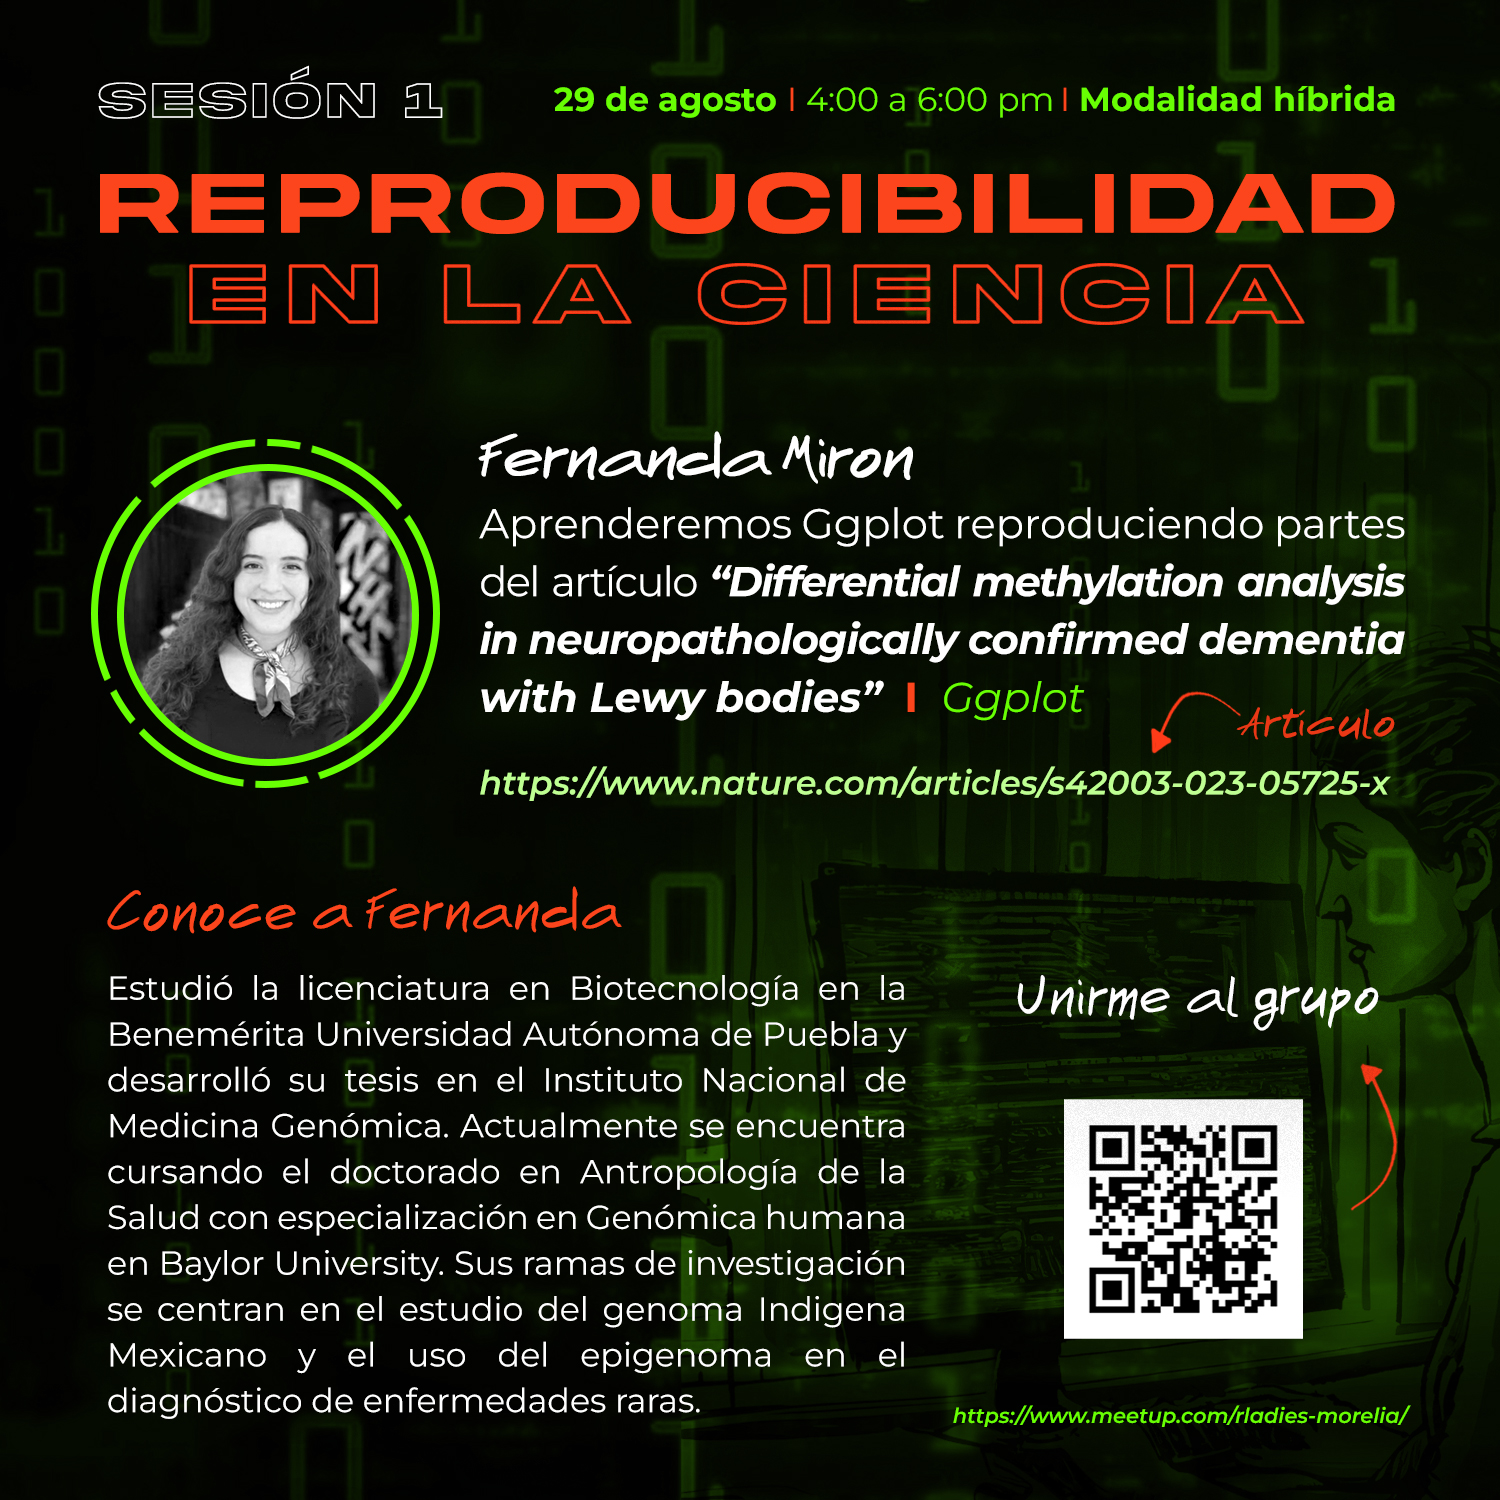 SESIÓN 1
29 de agosto | 4:00 a 6:00 pm | Modalidad híbrida
REPRODUCIBILIDAD
EN LA CIENCIA
Fernanda Miron
Aprenderemos Ggplot reproduciendo partes
del artículo “Differential methylation analysis
in neuropathologically confirmed dementia
with Lewy bodies” | Ggplot
Artículo
https://www.nature.com/articles/s42003-023-05725-x
Conoce a Fernanda
Estudió la licenciatura en Biotecnología en la
Benemérita Universidad Autónoma de Puebla y
desarrolló su tesis en el Instituto Nacional de
Medicina Genómica. Actualmente se encuentra
cursando el doctorado en Antropología de la
Salud con especialización en Genómica humana
en Baylor University. Sus ramas de investigación
se centran en el estudio del genoma Indigena
Mexicano y el uso del epigenoma en el
diagnóstico de enfermedades raras.
Unirme al grupo
https://www.meetup.com/rladies-morelia/